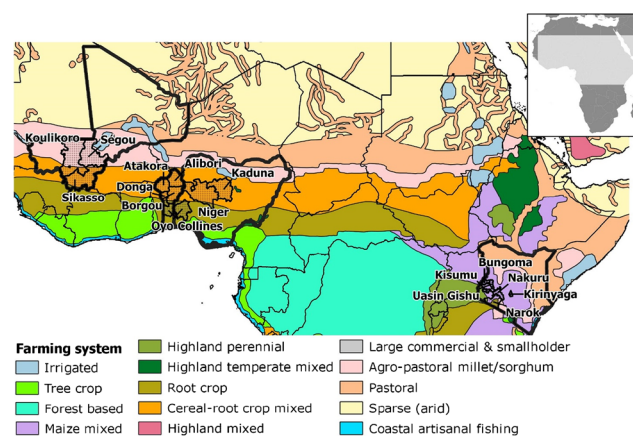 Koulikoro
Ségou
Sikasso
Atakora
Alibori
Kaduna
Donga
Borgou
Niger
Oyo Collines
Bungoma
Kisumu
Nakuru
Uasin Gishu
Kirinyaga
Narok
Farming system
Irrigated
Tree crop
Forest based
Maize mixed
Highland perennial
Highland temperate mixed
Root crop
Cereal-root crop mixed
Highland mixed
Large commercial & smallholder
Agro-pastoral millet/sorghum
Pastoral
Sparse (arid)
Coastal artisanal fishing